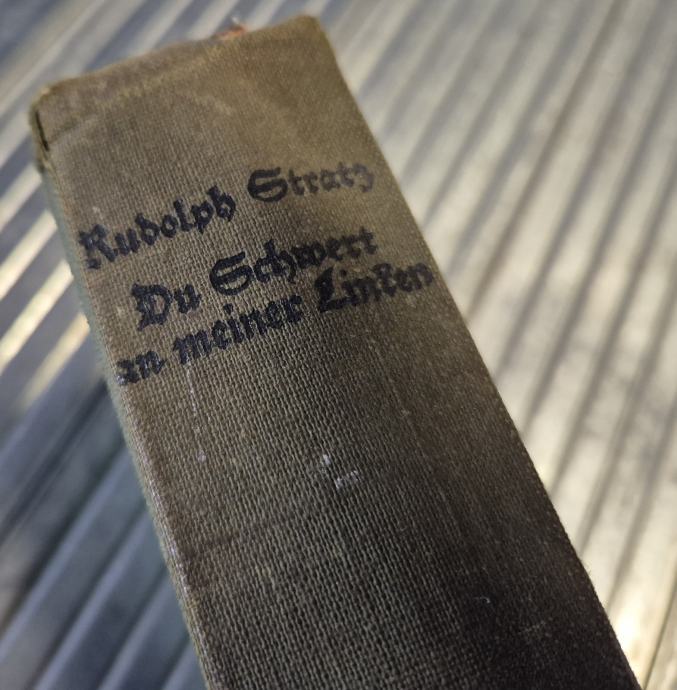 Rudolph Stratz
Du Schwert
an meiner Linken